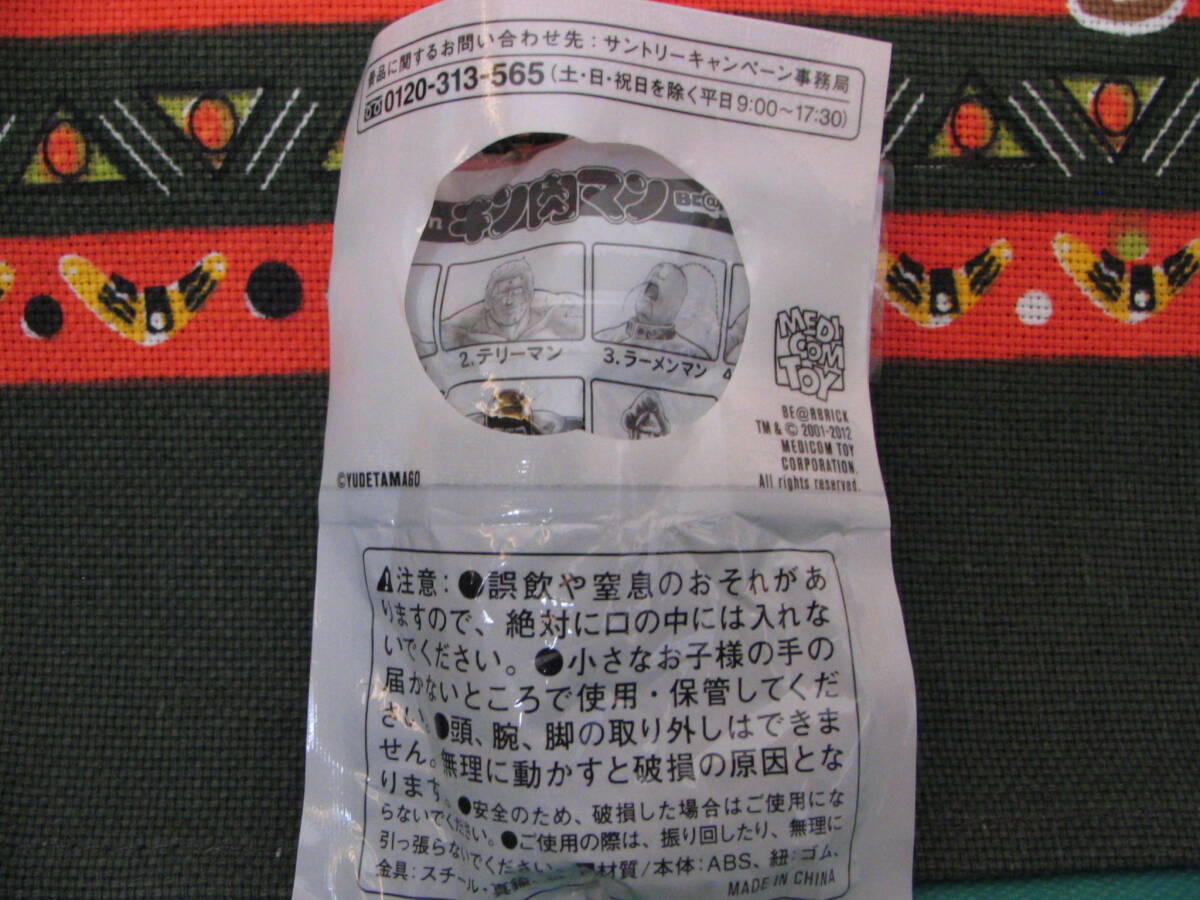 景品に関するお問い合わせ先：サントリーキャンペーン事務局
0120-313-565（土・日・祝日を除く平日9:00～17:30）
キン肉マン BE@
2.テリーマン
3.ラーメンマン
MEDI
COM
TOY
BE@RBRICK
TM & © 2001-2012
MEDICOM TOY
CORPORATION.
All rights reserved.
©YUDETAMAGO
注意：●誤飲や窒息のおそれがあ
りますので、絶対に口の中には入れな
いでください。●小さなお子様の手の
届かないところで使用・保管してくだ
さい。●頭、腕、脚の取り外しはできま
せん。無理に動かすと破損の原因とな
ります。●安全のため、破損した場合はご使用にな
らないでください。●ご使用の際は、振り回したり、無理に
引っ張らないでください。■材質/本体：ABS、紐：ゴム、
金具：スチール・真鍮
MADE IN CHINA